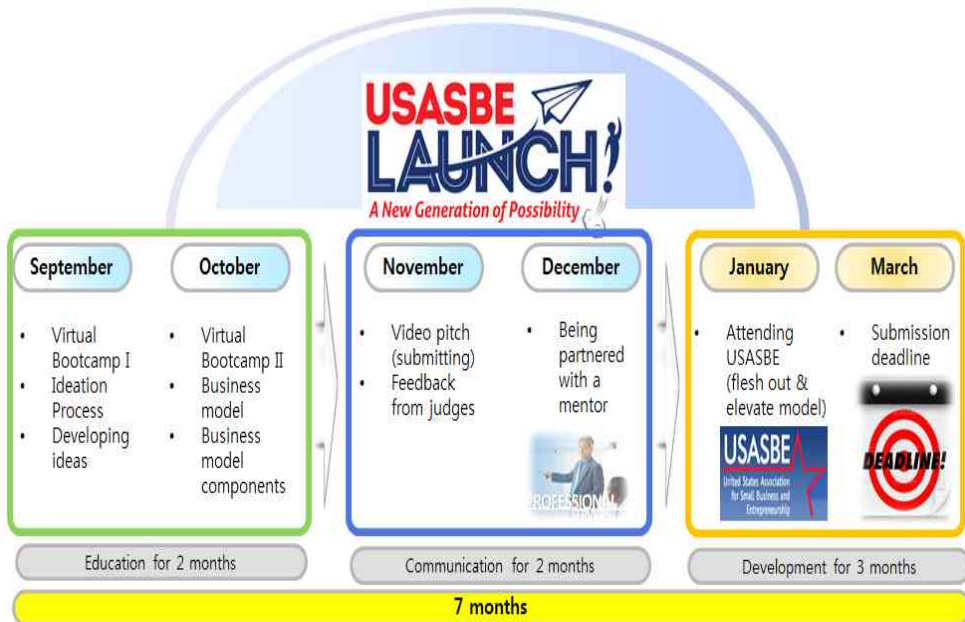 USASBE
LAUNCH!
A New Generation of Possibility
September
• Virtual
Bootcamp I
• Ideation
Process
• Developing
ideas
October
• Virtual
Bootcamp II
• Business
model
• Business
model
components
November
• Video pitch
(submitting)
• Feedback
from judges
December
• Being
partnered
with a
mentor
PROFESSIONAL
January
• Attending
USASBE
(flesh out &
elevate model)
USASBE
United States Association
for Small Business and
Entrepreneurship
March
• Submission
deadline
DEADLINE!
Education for 2 months
Communication for 2 months
Development for 3 months
7 months